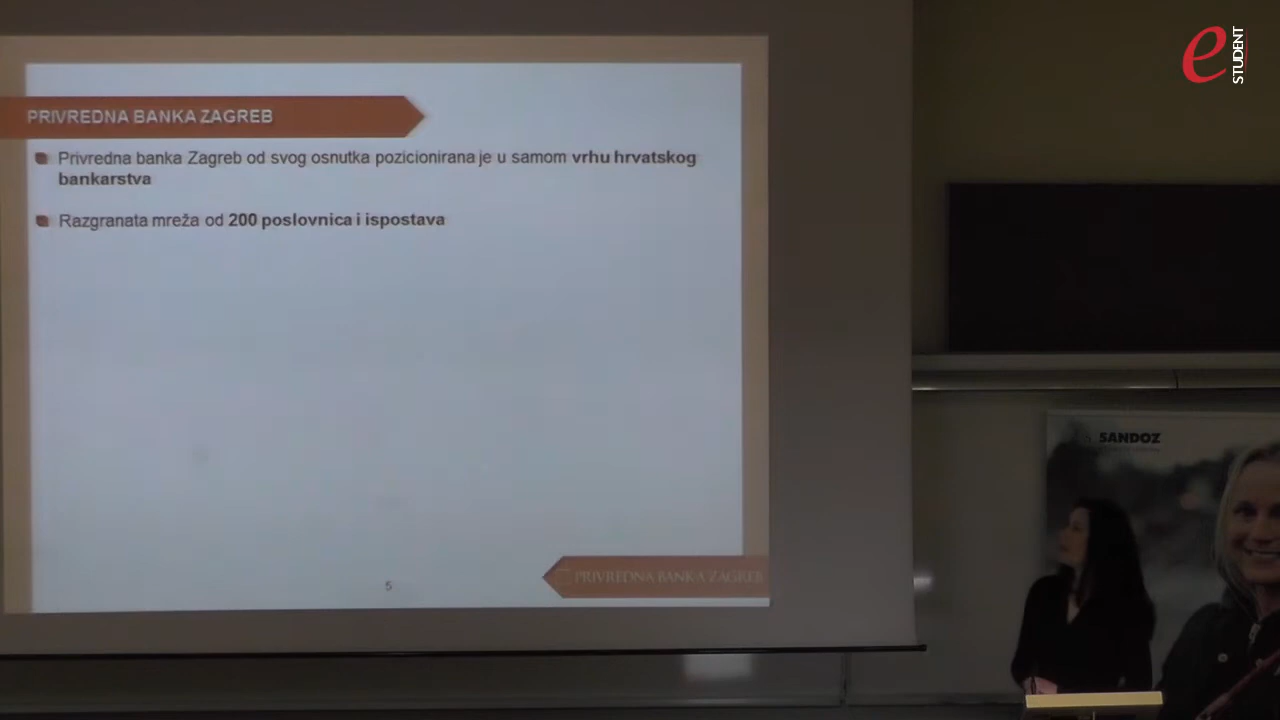 e
STUDENT
PRIVREDNA BANKA ZAGREB
Privredna banka Zagreb od svog osnutka pozicionirana je u samom vrhu hrvatskog
bankarstva
Razgranata mreža od 200 poslovnica i ispostava
SANDOZ
5
PRIVREDNA BANKA ZAGREB